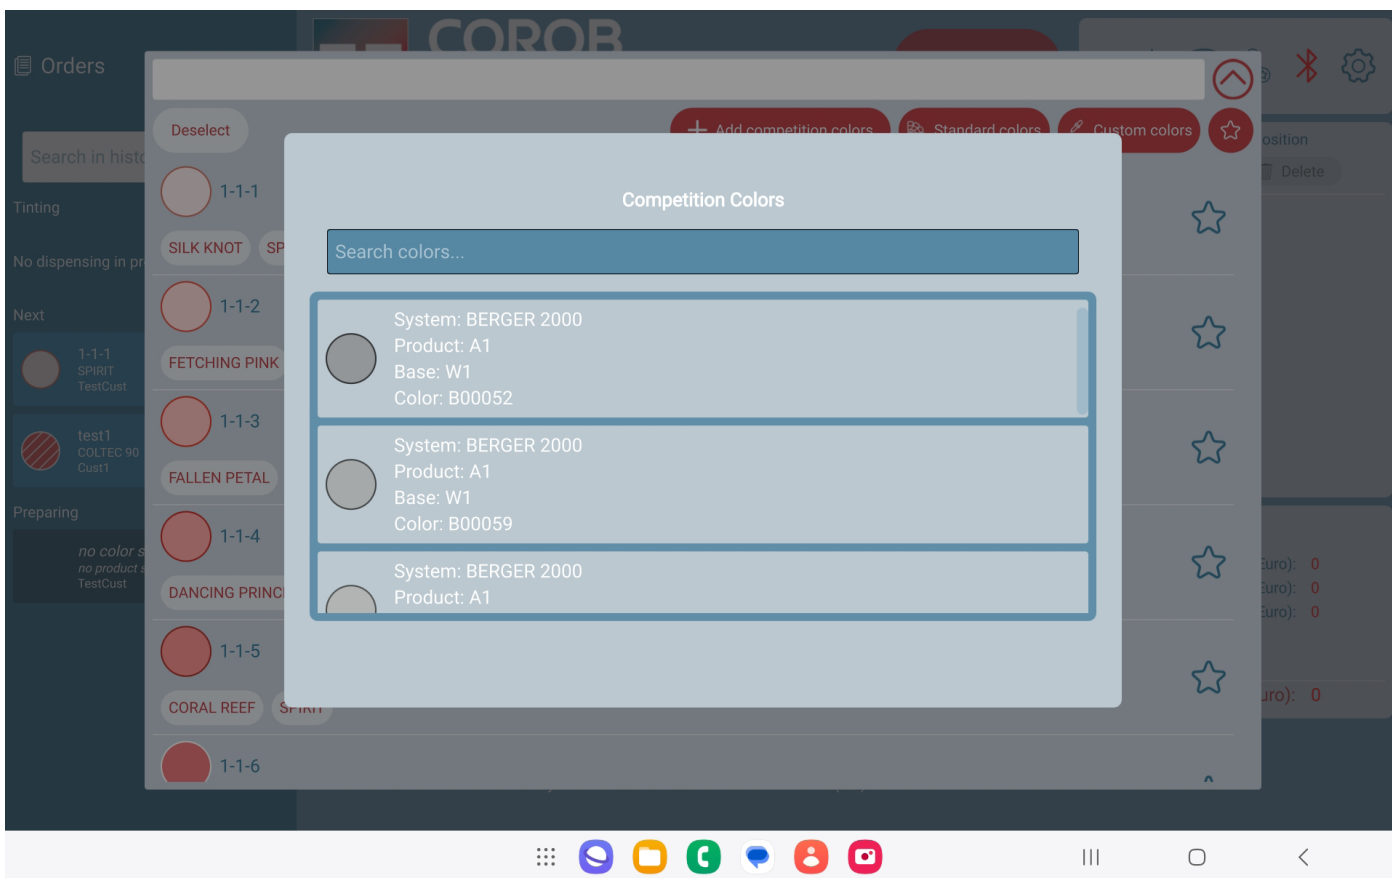 COROB
Orders
Deselect
Add competition colors
Standard colors
Custom colors
Search in histo
Tinting
No dispensing in pr
Next
1-1-1
SPIRIT
TestCust
test1
COLTEC 90
Cust1
Preparing
no color s
no product s
TestCust
1-1-1
SILK KNOT
SP
1-1-2
FETCHING PINK
1-1-3
FALLEN PETAL
1-1-4
DANCING PRINC
1-1-5
CORAL REEF
SPIRIT
1-1-6
Competition Colors
Search colors...
System: BERGER 2000
Product: A1
Base: W1
Color: B00052
System: BERGER 2000
Product: A1
Base: W1
Color: B00059
System: BERGER 2000
Product: A1
osition
Delete
Euro): 0
Euro): 0
Euro): 0
uro): 0